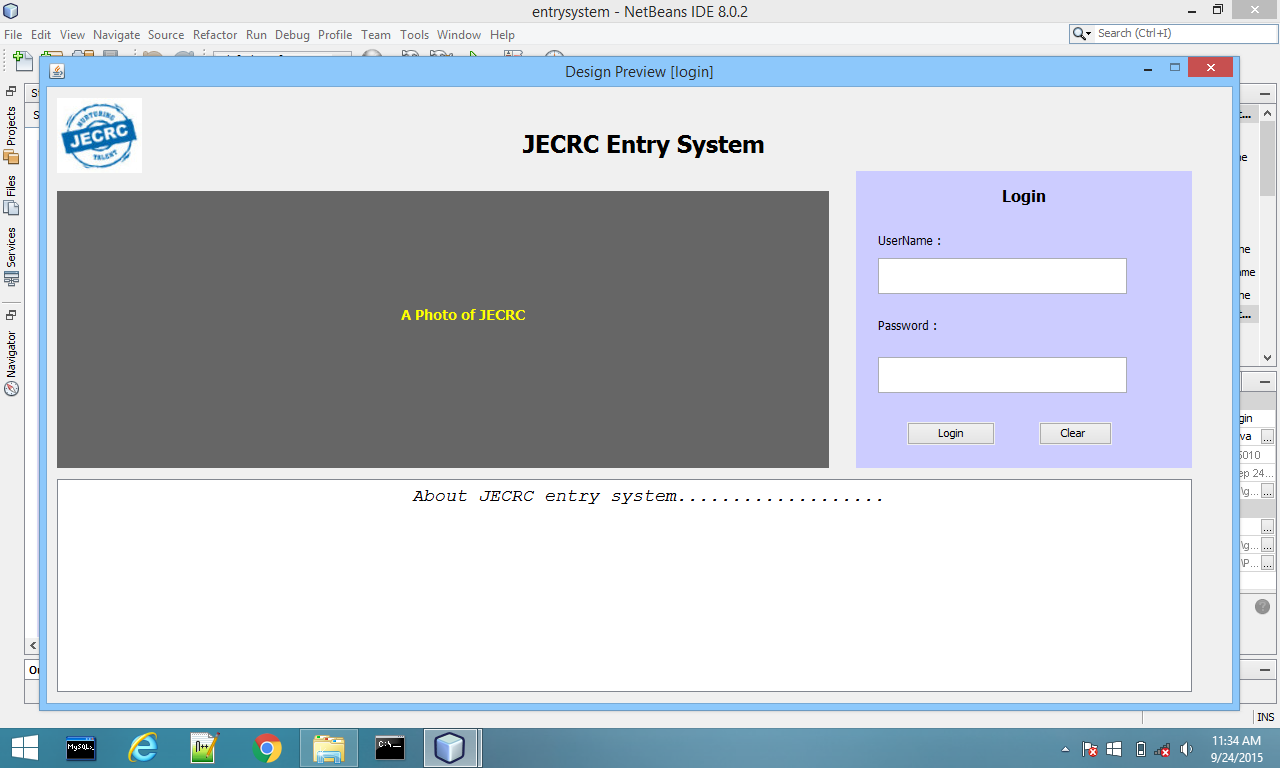 entrysystem - NetBeans IDE 8.0.2
File Edit View Navigate Source Refactor Run Debug Profile Team Tools Window Help
Search (Ctrl+I)
Design Preview [login]
Projects
Files
Services
Navigator
NURTURING
JECRC
TALENT
JECRC Entry System
A Photo of JECRC
Login
UserName :
Password :
Login Clear
About JECRC entry system...................
INS
MySQL
N++
C:\
11:34 AM
9/24/2015